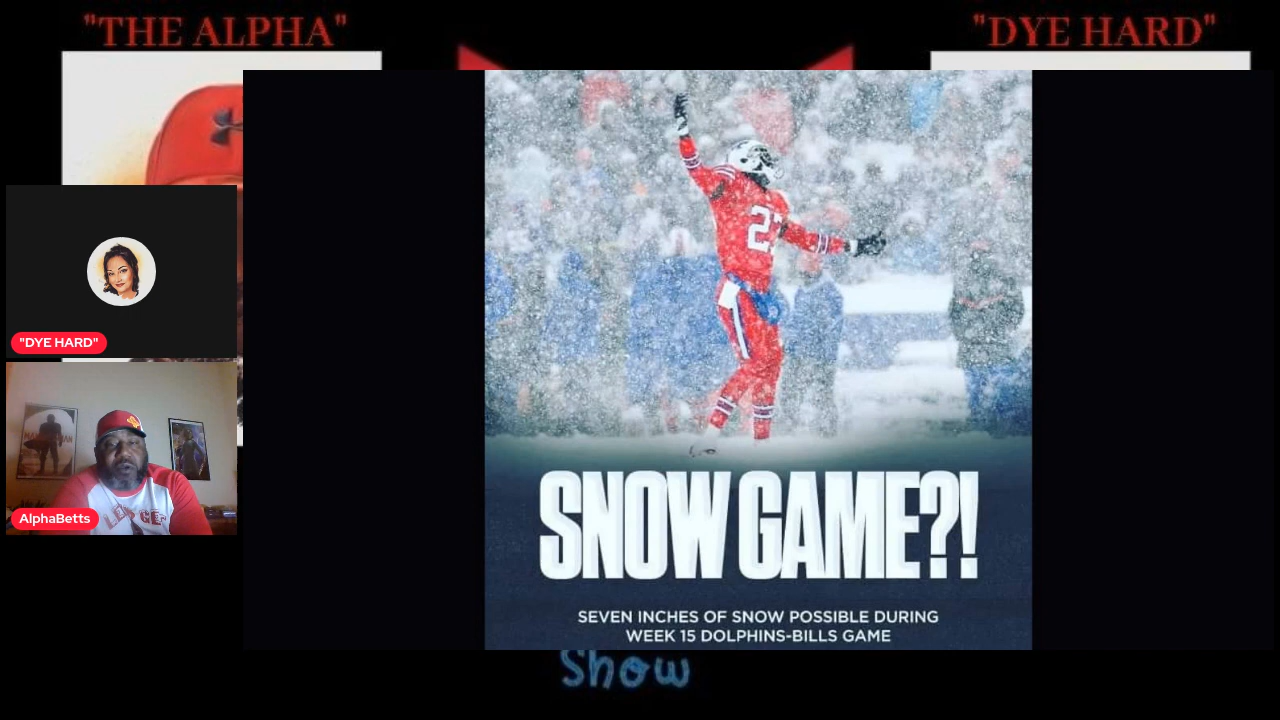 "THE ALPHA"
"DYE HARD"
SNOW GAME?!
SEVEN INCHES OF SNOW POSSIBLE DURING
WEEK 15 DOLPHINS-BILLS GAME
"DYE HARD"
AlphaBetts
Show